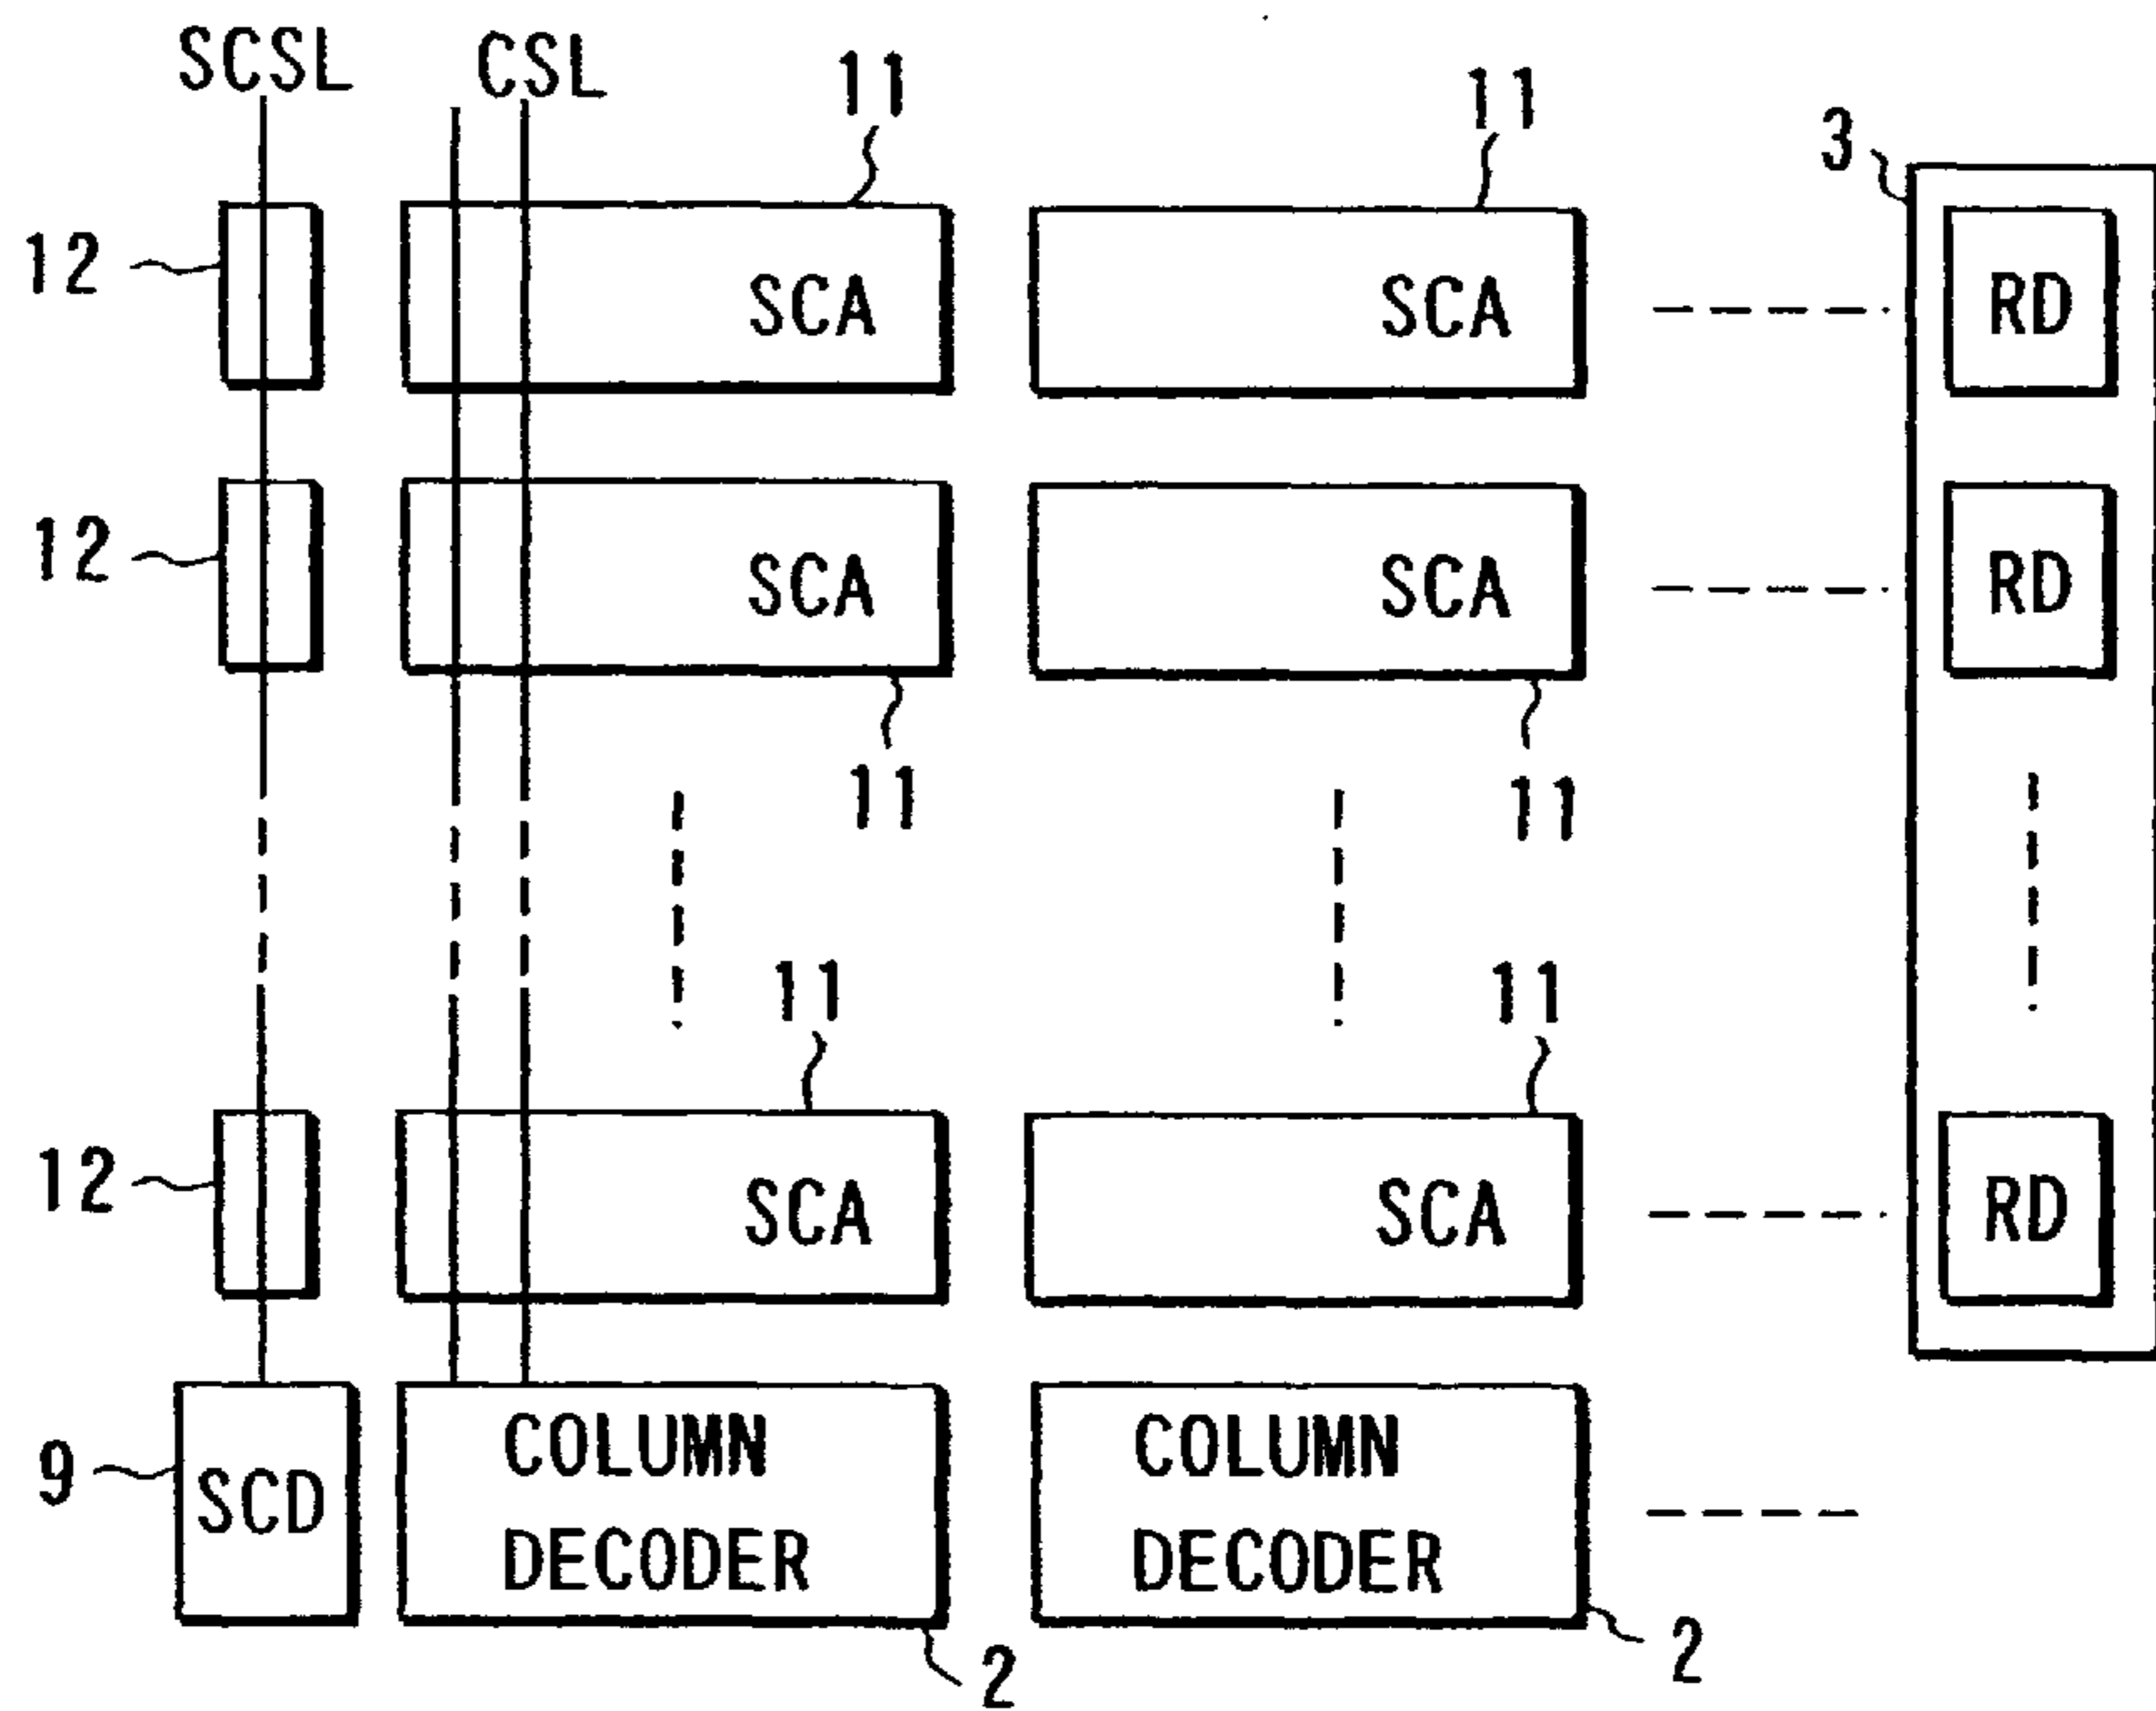 SCSL CSL 11 11 3
12 SCA SCA RD
12 SCA SCA RD
11 11
11 11
12 SCA SCA RD
9 SCD COLUMN DECODER COLUMN DECODER
2 2